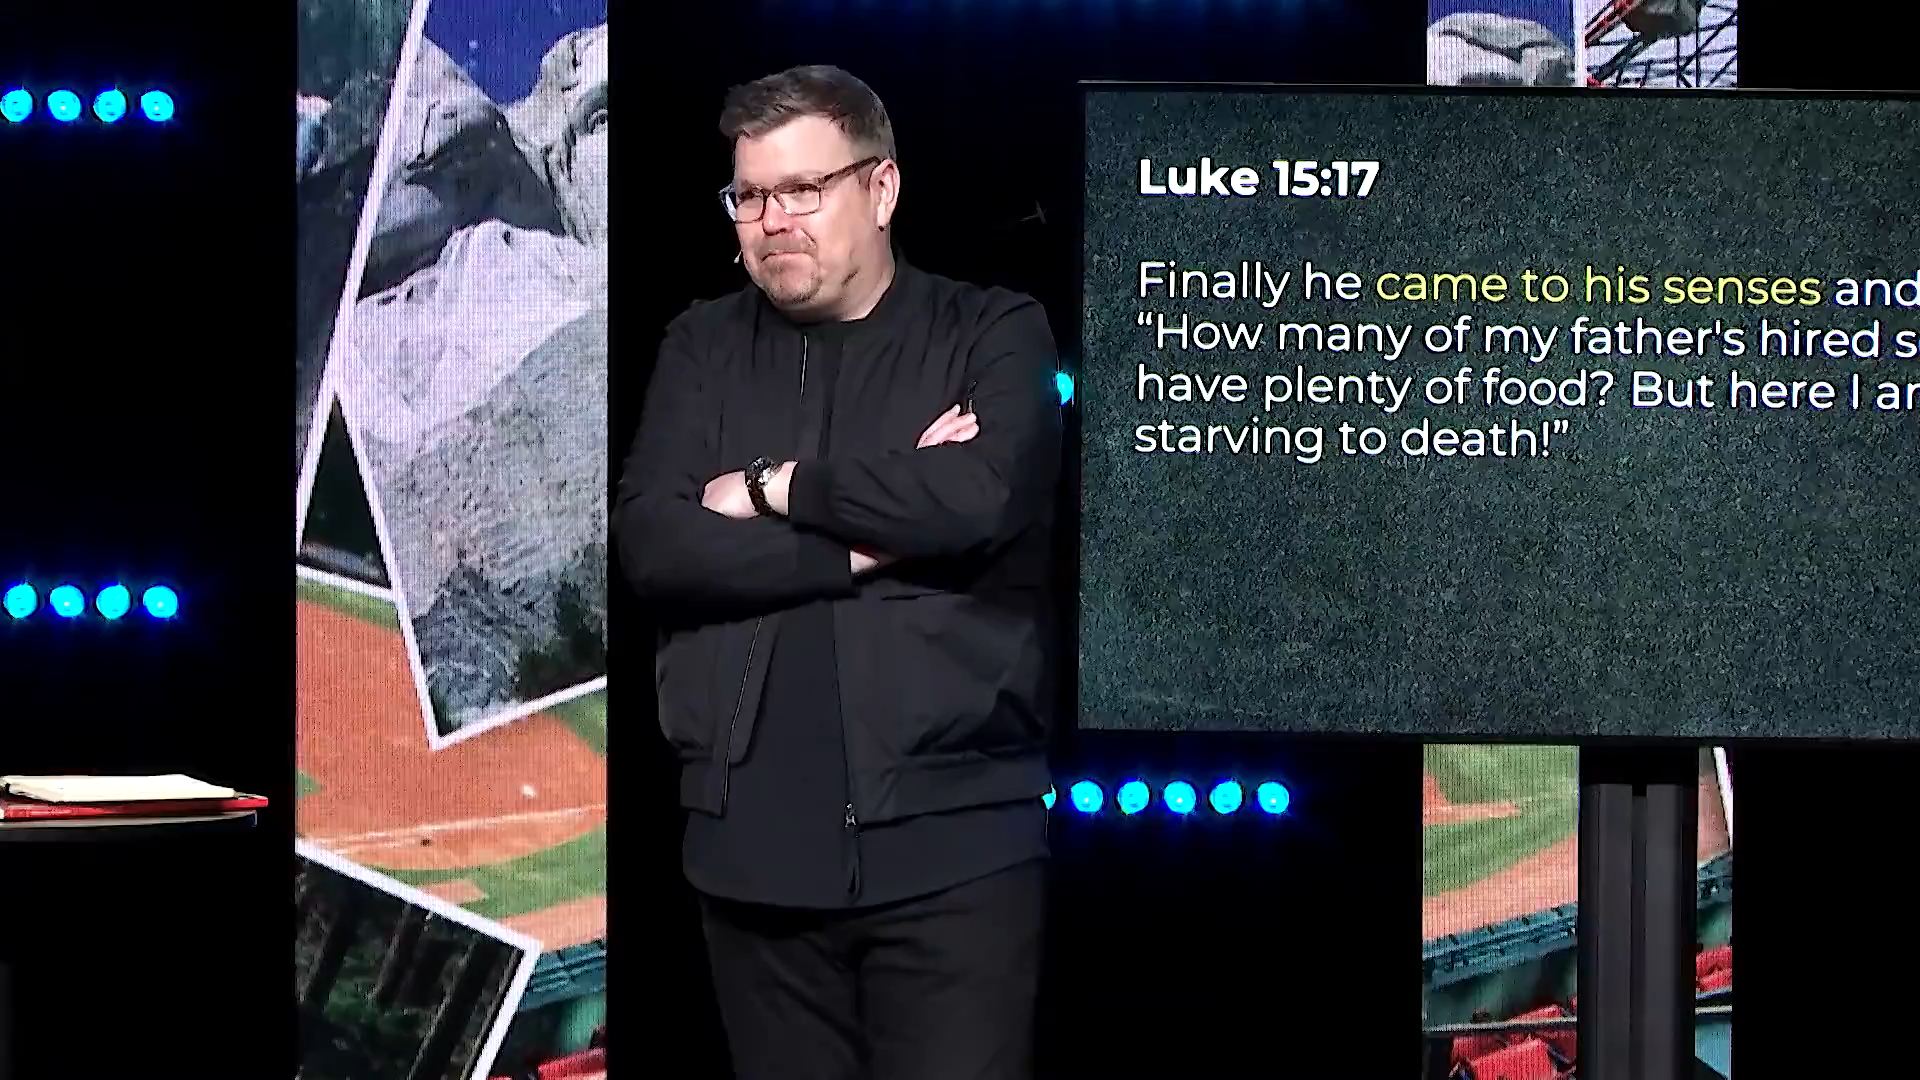 Luke 15:17
Finally he came to his senses and
“How many of my father's hired
have plenty of food? But here I
starving to death!”